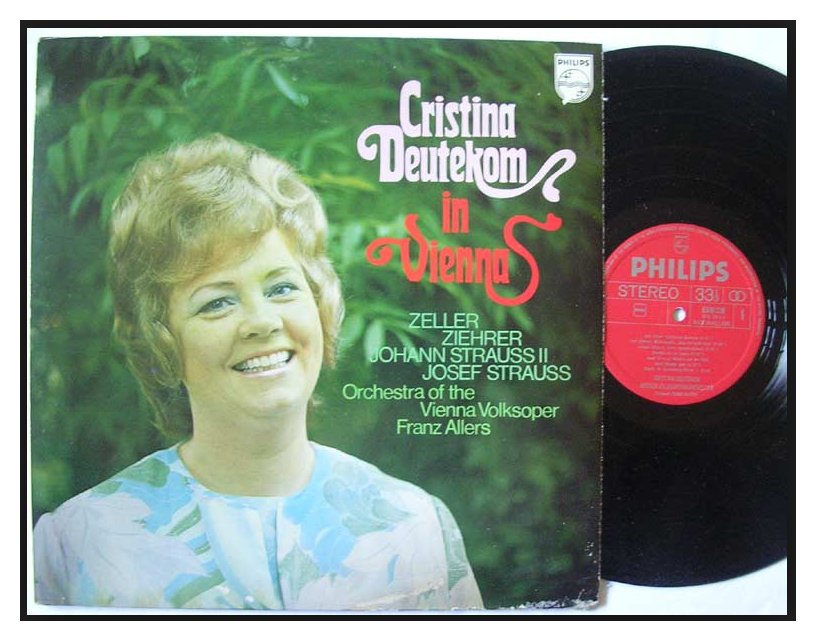 PHILIPS
Cristina
Deutekom
in
Vienna
ZELLER
ZIEHRER
JOHANN STRAUSS II
JOSEF STRAUSS
Orchestra of the
Vienna Volksoper
Franz Allers
PHILIPS
STEREO 33⅓
1